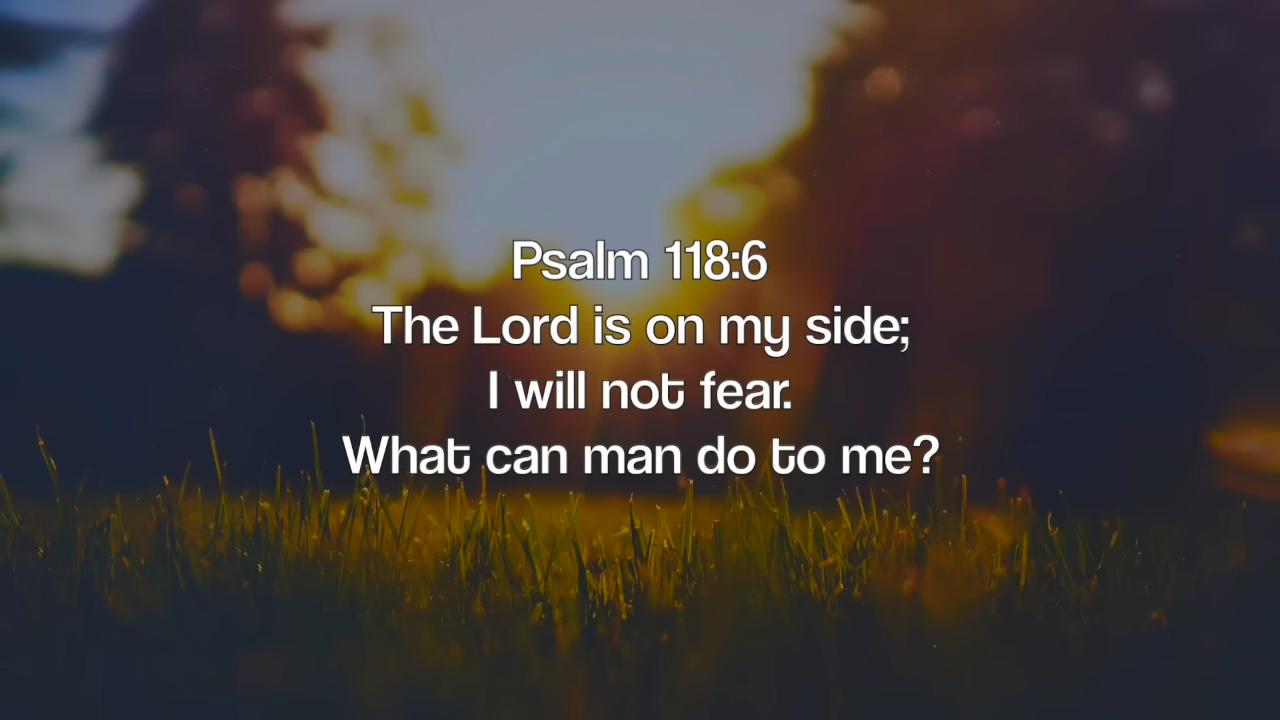 Psalm 118:6
The Lord is on my side;
I will not fear.
What can man do to me?